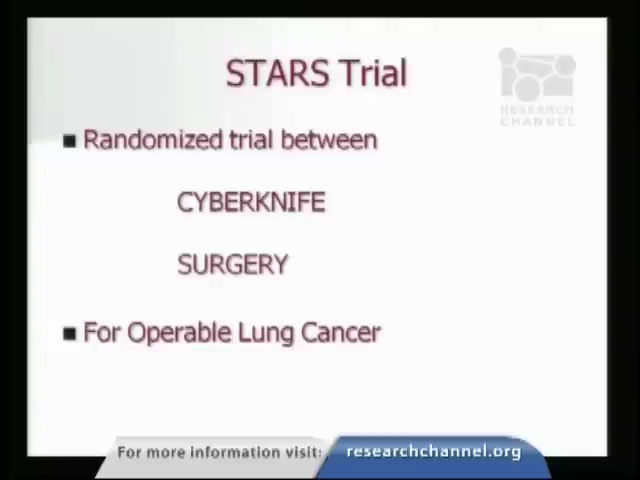 STARS Trial
RESEARCH
CHANNEL
Randomized trial between
CYBERKNIFE
SURGERY
For Operable Lung Cancer
For more information visit: researchchannel.org